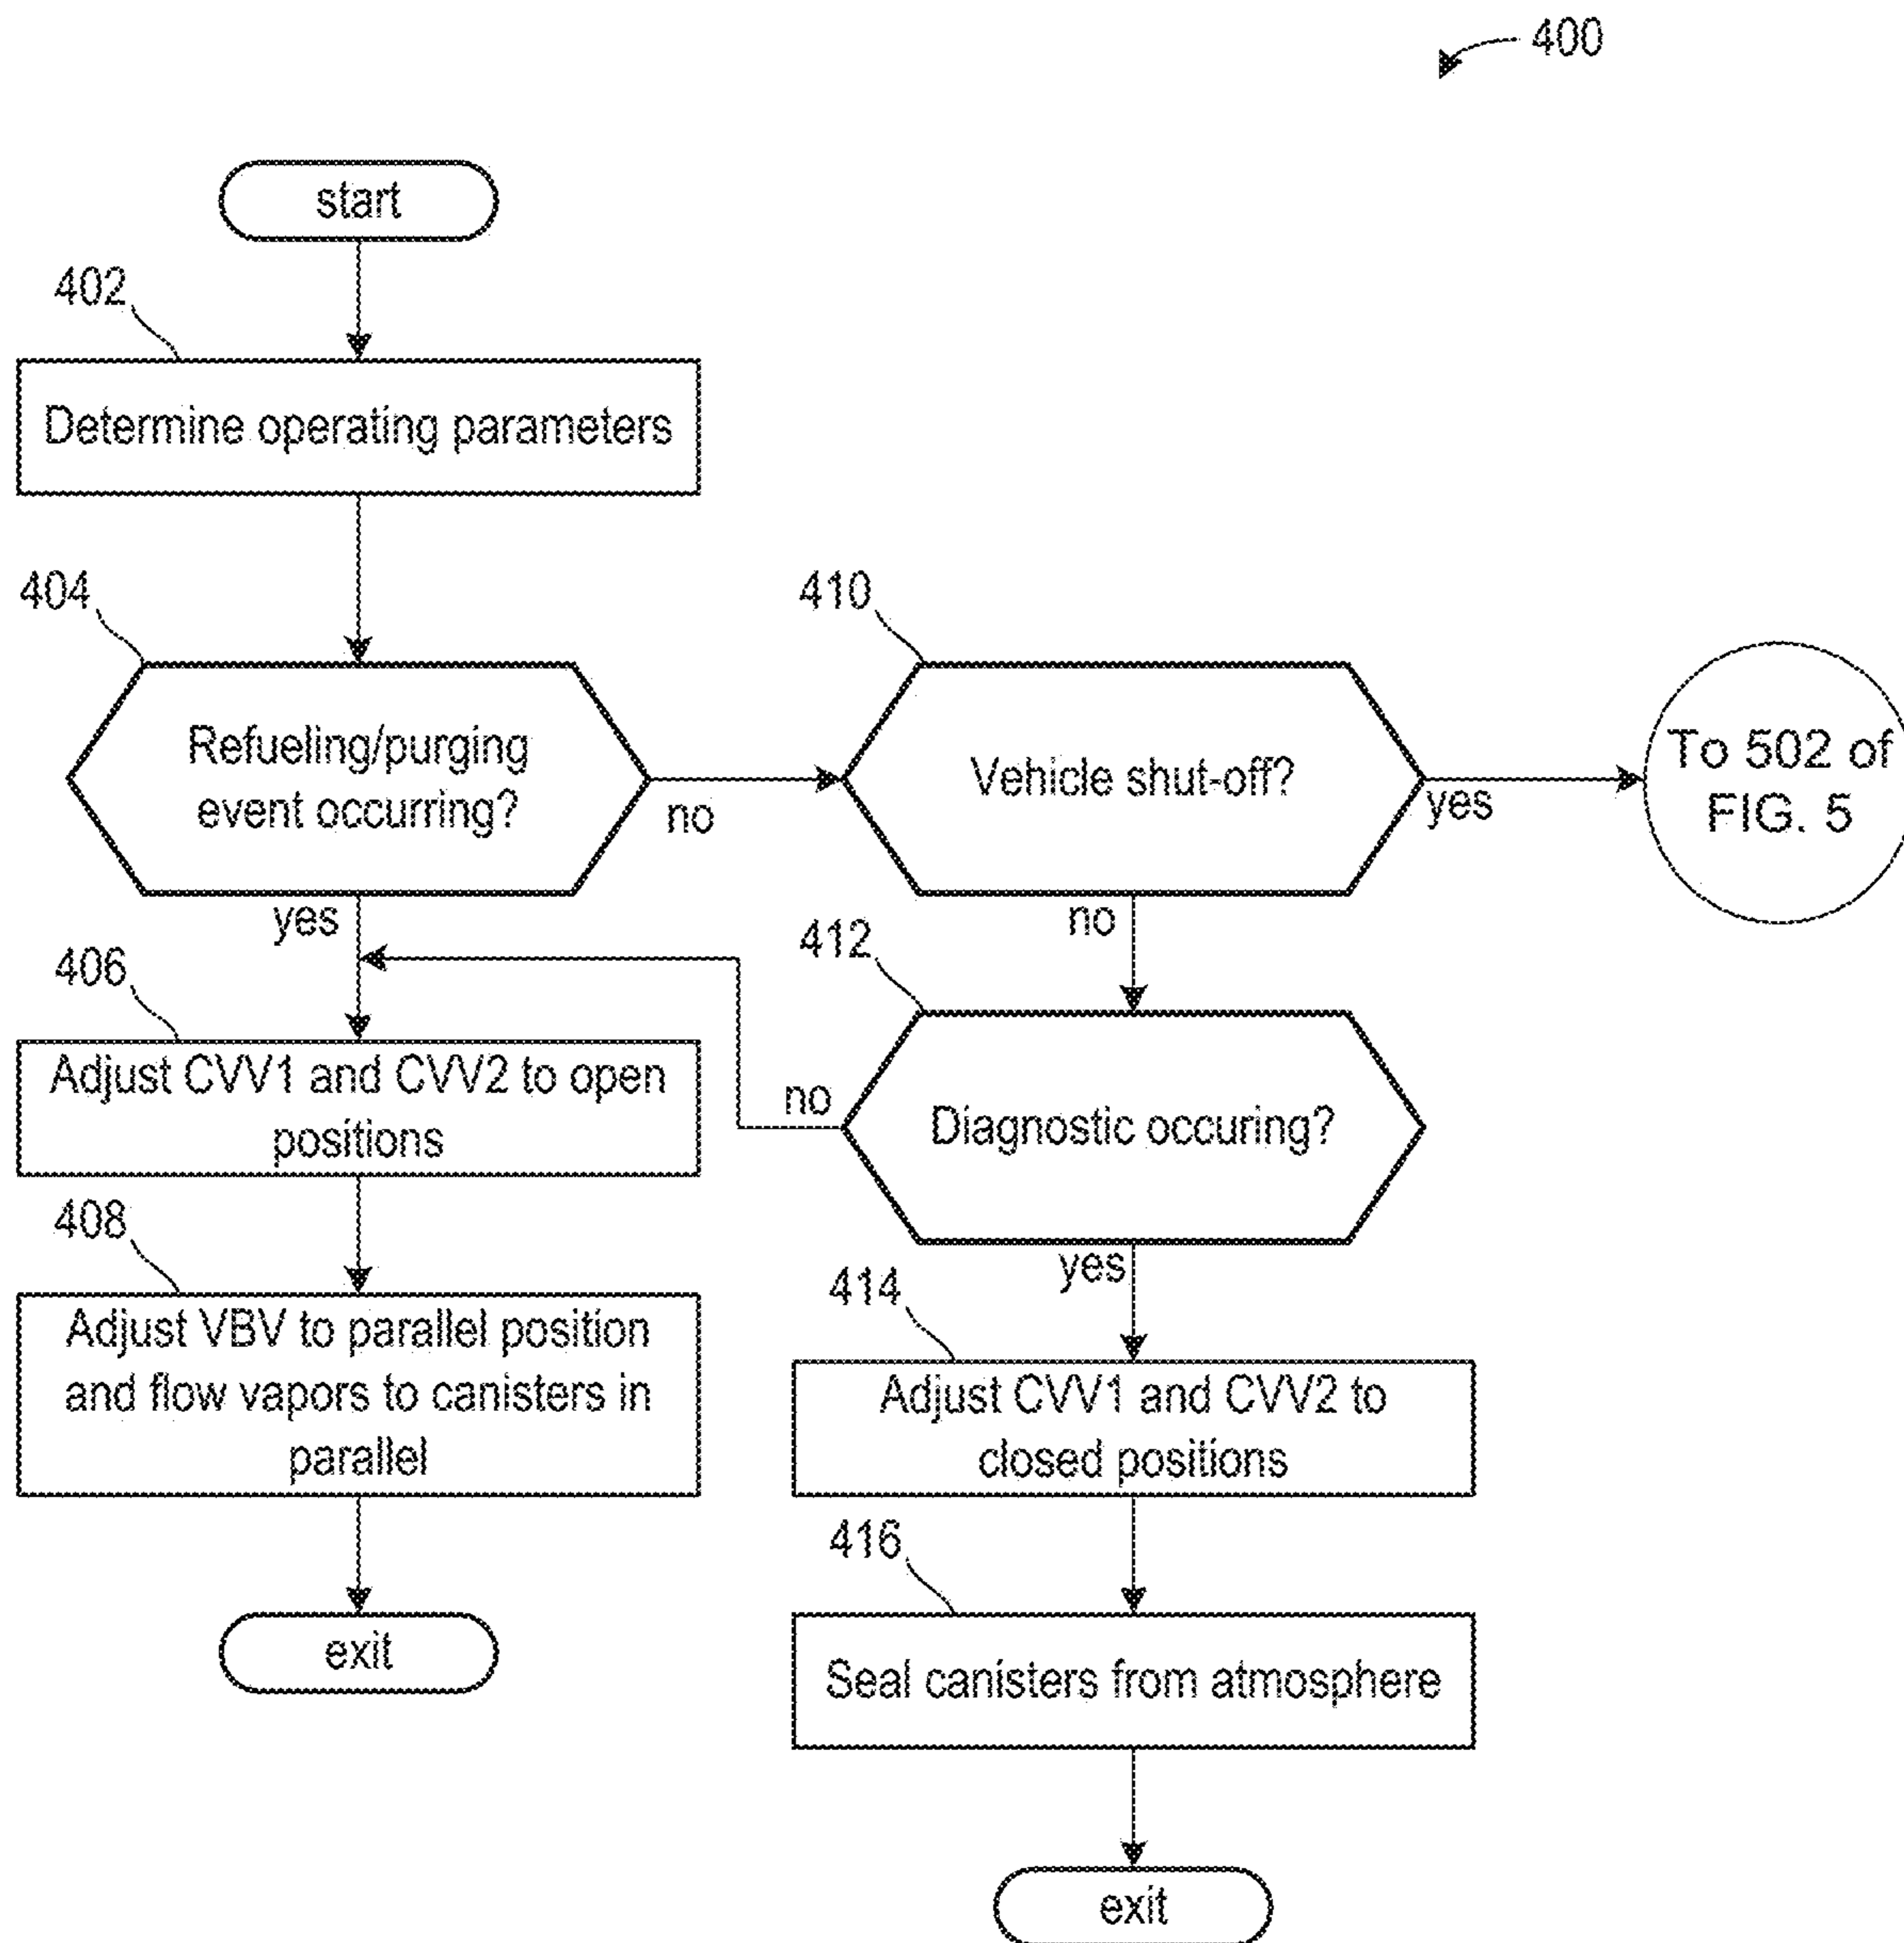 400
start
402
Determine operating parameters
404
Refueling/purging
event occurring?
no
yes
410
Vehicle shut-off?
yes
no
To 502 of
FIG. 5
406
Adjust CVV1 and CVV2 to open
positions
412
Diagnostic occuring?
no
yes
408
Adjust VBV to parallel position
and flow vapors to canisters in
parallel
exit
414
Adjust CVV1 and CVV2 to
closed positions
416
Seal canisters from atmosphere
exit